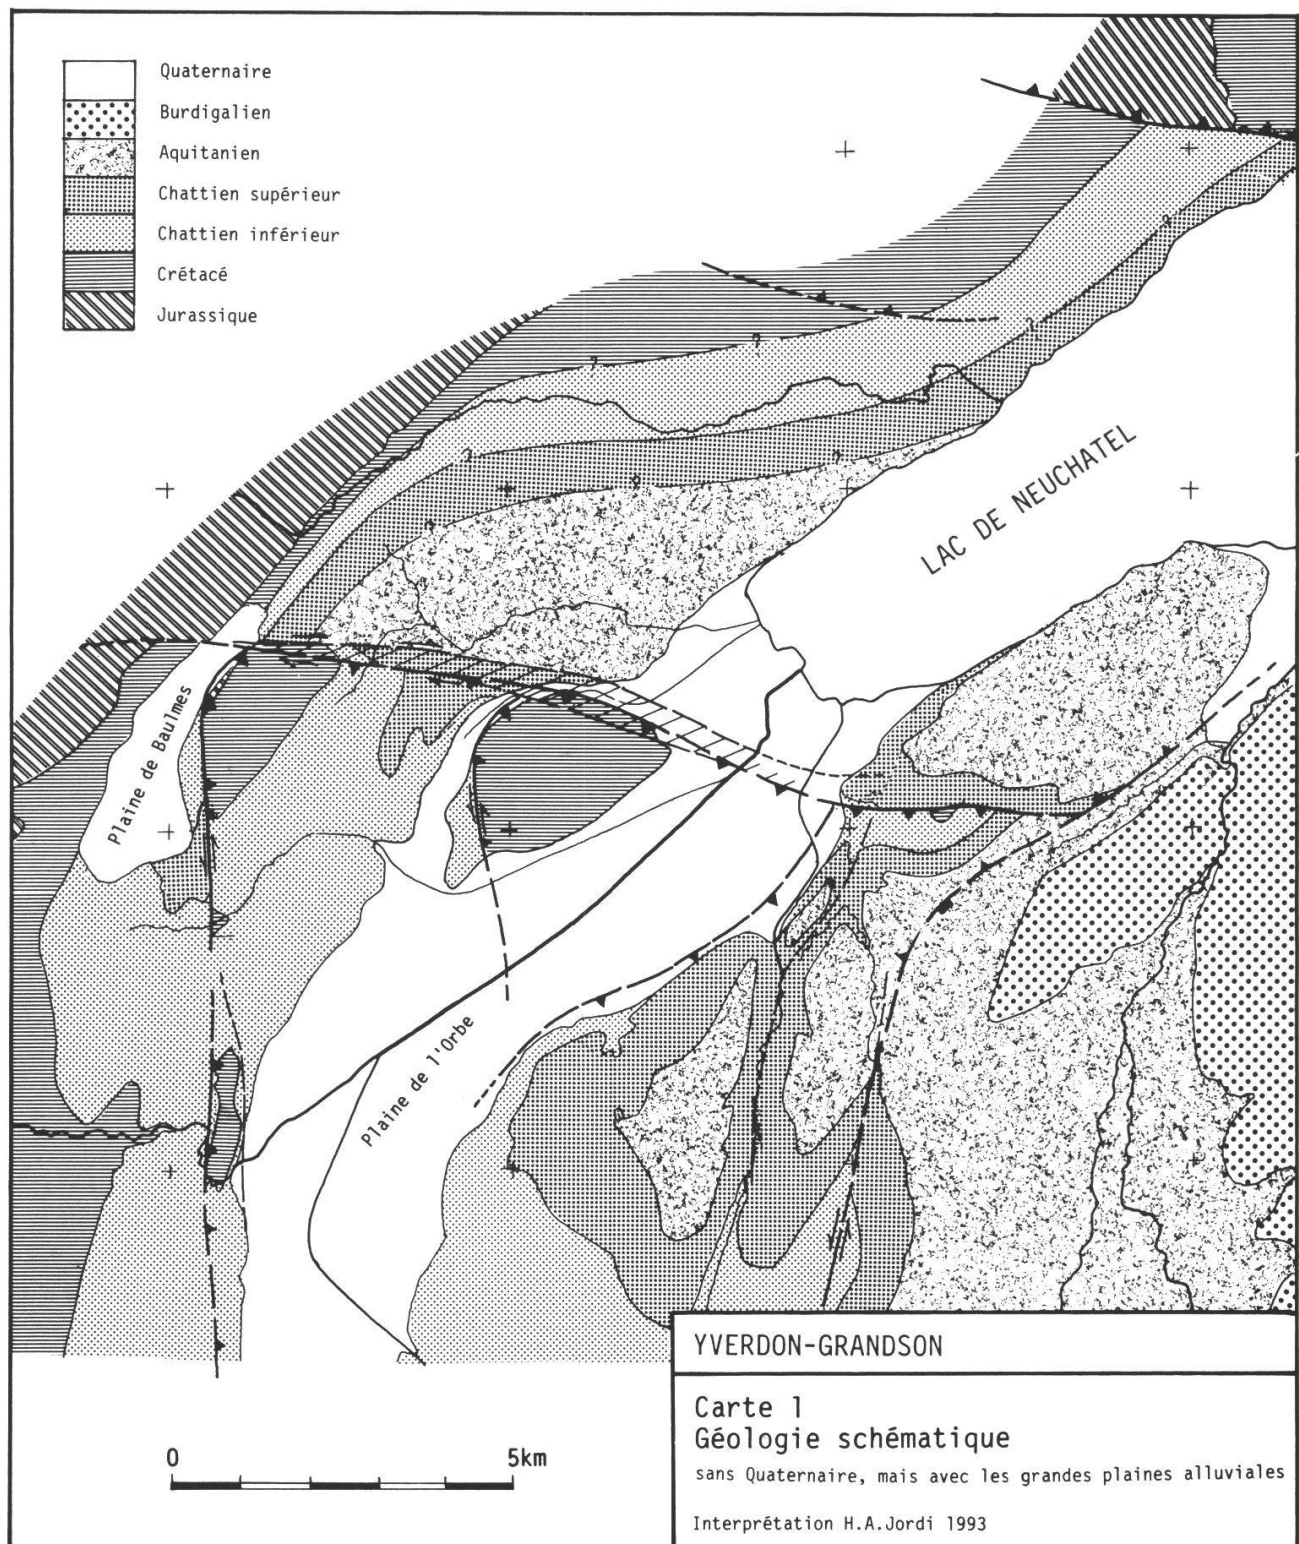 Quaternaire
Burdigalien
Aquitanien
Chattien supérieur
Chattien inférieur
Crétacé
Jurassique
?
?
?
?
?
?
?
?
?
LAC DE NEUCHATEL
Plaine de Baulmes
Plaine de l'Orbe
0 5km
YVERDON-GRANDSON
Carte 1
Géologie schématique
sans Quaternaire, mais avec les grandes plaines alluviales
Interprétation H.A.Jordi 1993